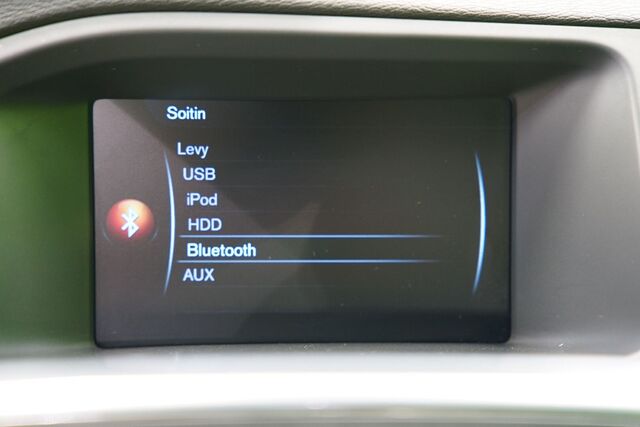 Soitin
Levy
USB
iPod
HDD
Bluetooth
AUX